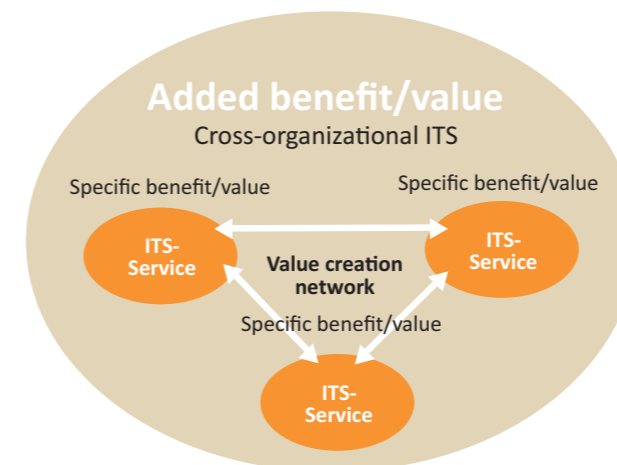 Added benefit/value
Cross-organizational ITS
Specific benefit/value
Specific benefit/value
ITS-
Service
ITS-
Service
Value creation
network
Specific benefit/value
ITS-
Service